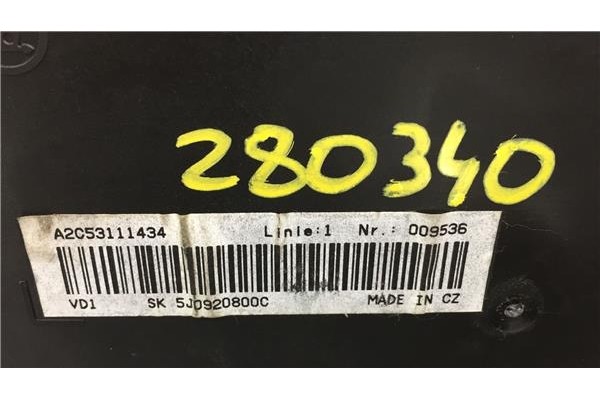 280340
A2C53111434 Linie:1 Nr.: 009536
VD1 SK 5J0920800C MADE IN CZ